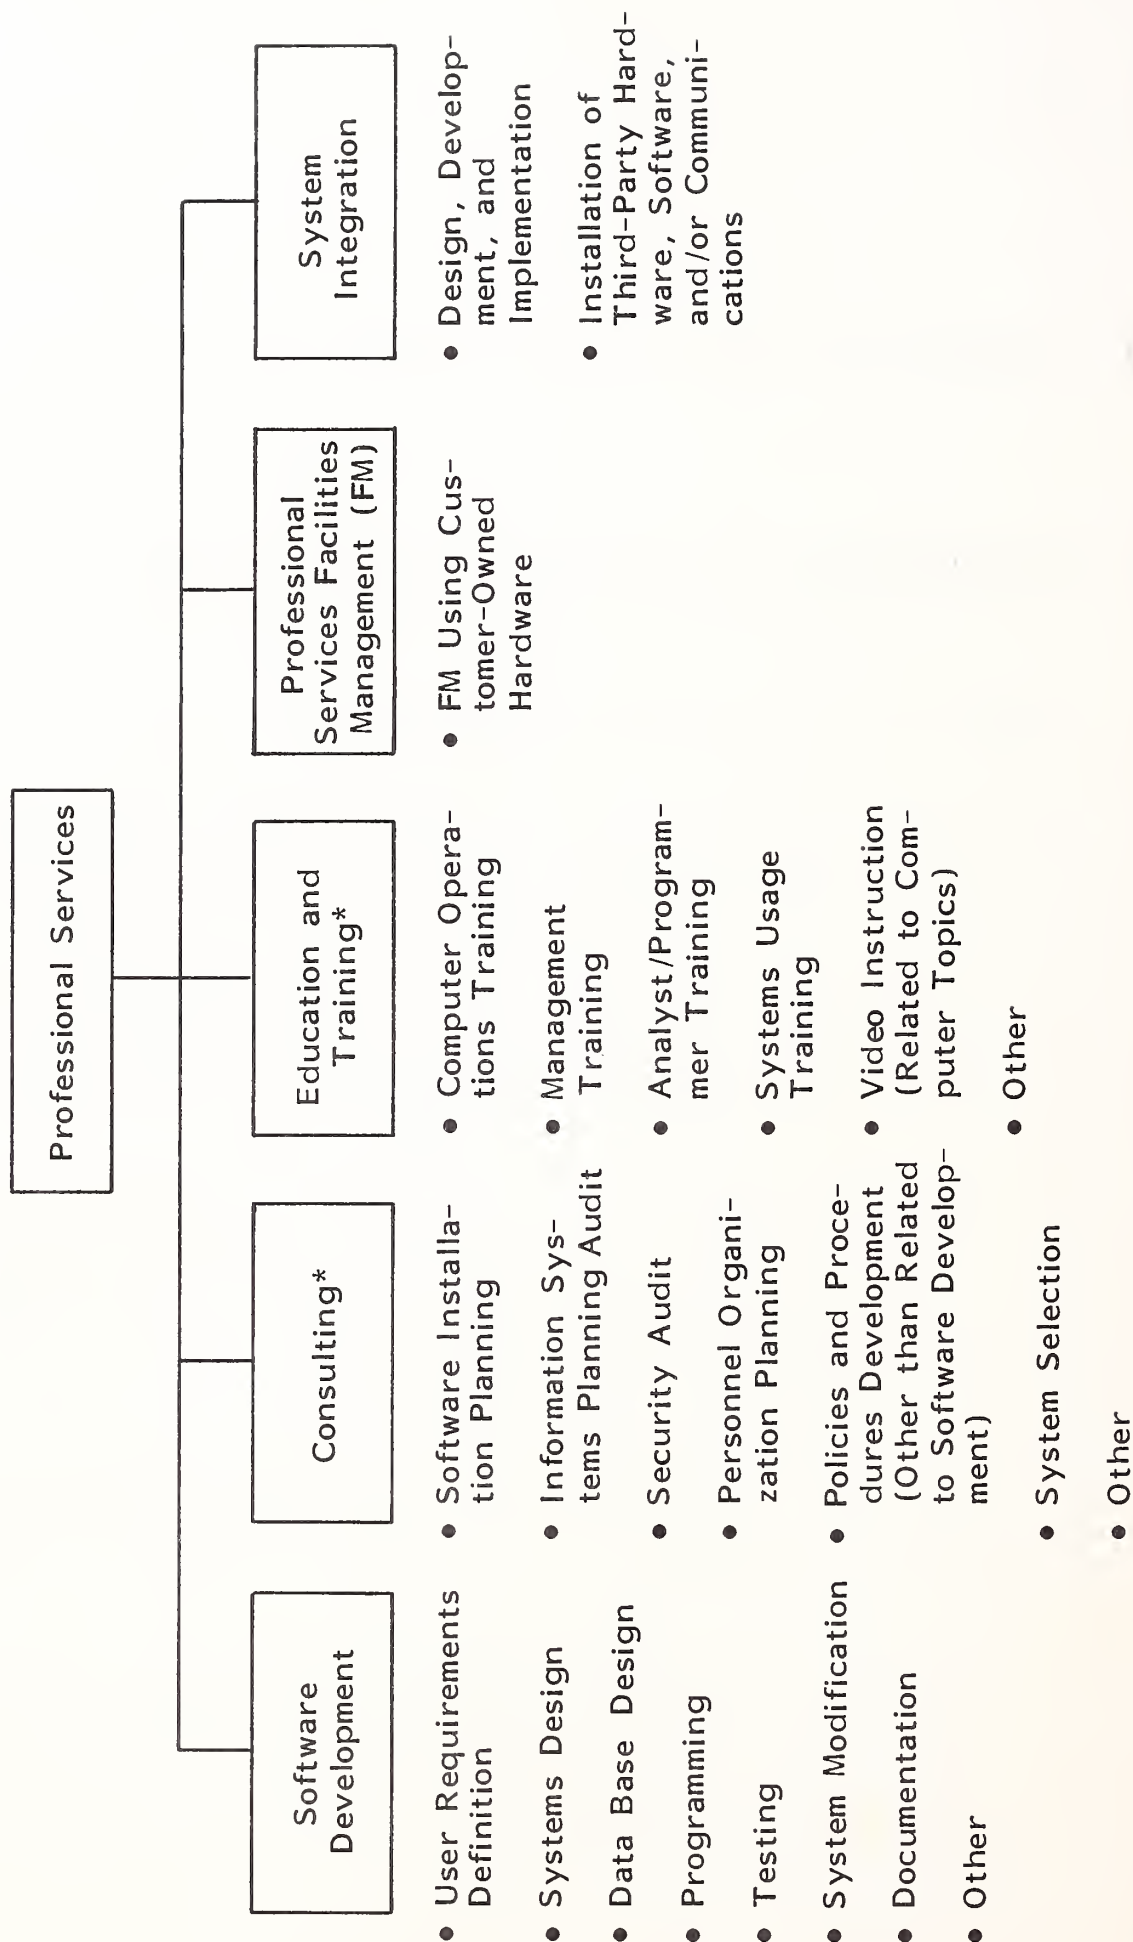 Professional Services
Software
Development
• User Requirements
Definition
• Systems Design
• Data Base Design
• Programming
• Testing
• System Modification
• Documentation
• Other
Consulting*
• Software Installa-
tion Planning
• Information Sys-
tems Planning Audit
• Security Audit
• Personnel Organi-
zation Planning
• Policies and Proce-
dures Development
(Other than Related
to Software Develop-
ment)
• System Selection
• Other
Education and
Training*
• Computer Opera-
tions Training
• Management
Training
• Analyst/Program-
mer Training
• Systems Usage
Training
• Video Instruction
(Related to Com-
puter Topics)
• Other
Professional
Services Facilities
Management (FM)
• FM Using Cus-
tomer-Owned
Hardware
System
Integration
• Design, Develop-
ment, and
Implementation
• Installation of
Third-Party Hard-
ware, Software,
and/or Communi-
cations